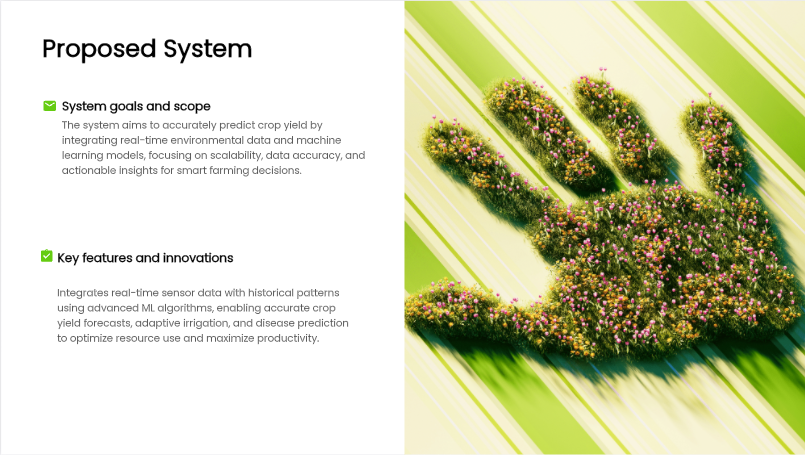 Proposed System
System goals and scope
The system aims to accurately predict crop yield by
integrating real-time environmental data and machine
learning models, focusing on scalability, data accuracy, and
actionable insights for smart farming decisions.
Key features and innovations
Integrates real-time sensor data with historical patterns
using advanced ML algorithms, enabling accurate crop
yield forecasts, adaptive irrigation, and disease prediction
to optimize resource use and maximize productivity.